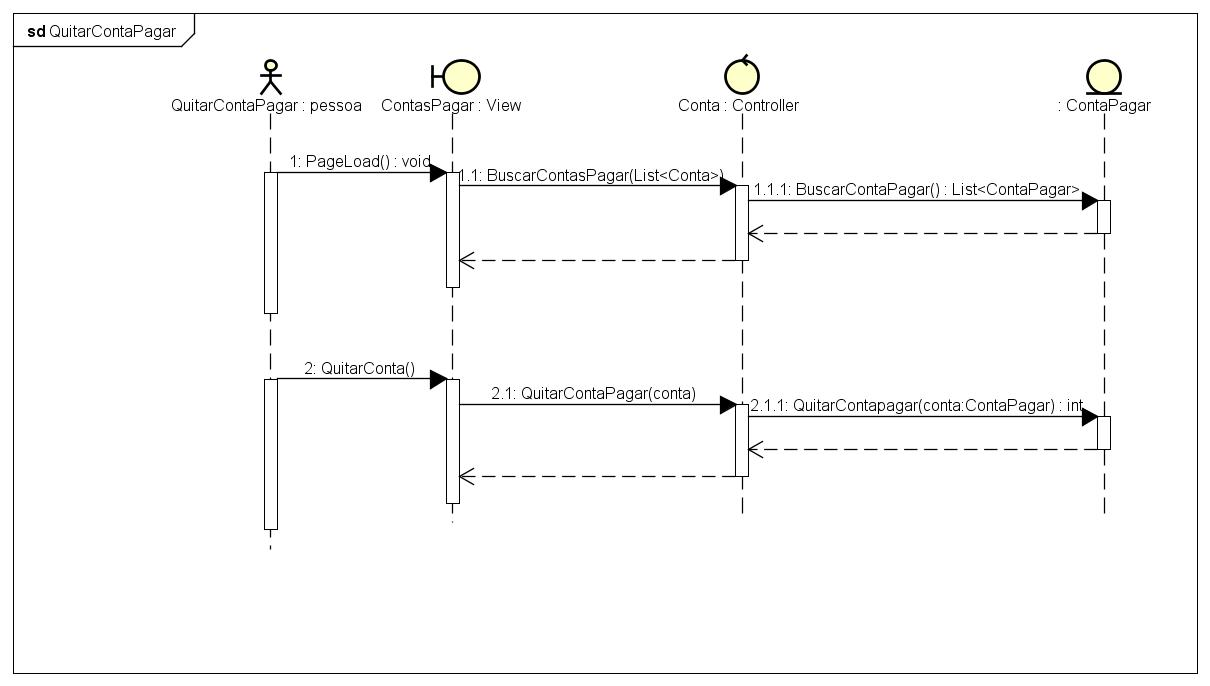 sd QuitarContaPagar
QuitarContaPagar : pessoa
ContasPagar : View
Conta : Controller
: ContaPagar
1: PageLoad() : void
1.1: BuscarContasPagar(List<Conta>)
1.1.1: BuscarContaPagar() : List<ContaPagar>
2: QuitarConta()
2.1: QuitarContaPagar(conta)
2.1.1: QuitarContapagar(conta:ContaPagar) : int